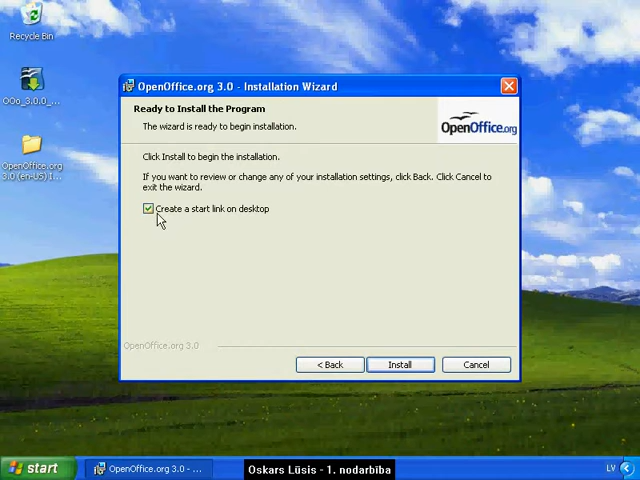 Recycle Bin
OOo_3.0.0_...
OpenOffice.org
3.0 (en-US) I...
OpenOffice.org 3.0 - Installation Wizard
Ready to Install the Program
The wizard is ready to begin installation.
OpenOffice.org
Click Install to begin the installation.
If you want to review or change any of your installation settings, click Back. Click Cancel to
exit the wizard.
Create a start link on desktop
OpenOffice.org 3.0
< Back
Install
Cancel
start
OpenOffice.org 3.0 - ...
Oskars Lūsis - 1. nodarbība
LV